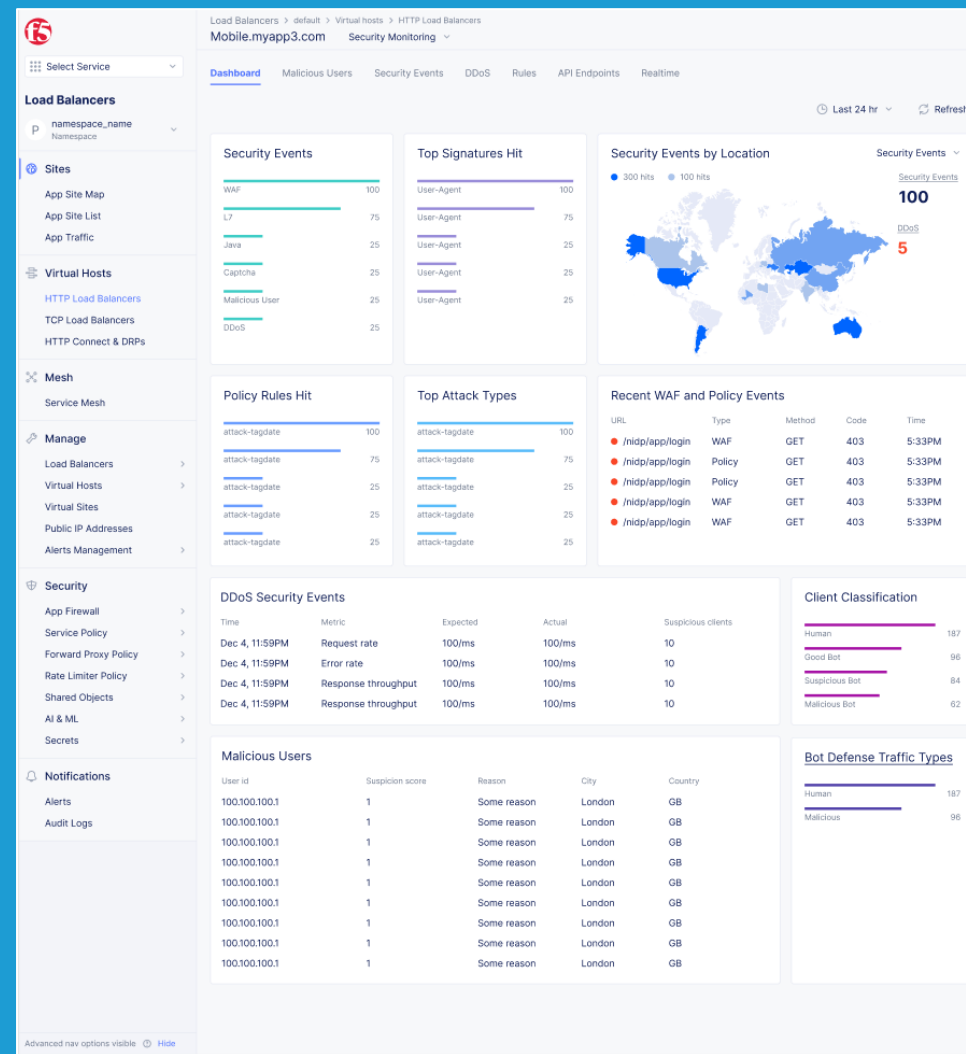 f5
Select Service
Load Balancers
P namespace_name
Namespace
Sites
App Site Map
App Site List
App Traffic
Virtual Hosts
HTTP Load Balancers
TCP Load Balancers
HTTP Connect & DRPs
Mesh
Service Mesh
Manage
Load Balancers
Virtual Hosts
Virtual Sites
Public IP Addresses
Alerts Management
Security
App Firewall
Service Policy
Forward Proxy Policy
Rate Limiter Policy
Shared Objects
AI & ML
Secrets
Notifications
Alerts
Audit Logs
Advanced nav options visible Hide
Load Balancers > default > Virtual hosts > HTTP Load Balancers
Mobile.myapp3.com Security Monitoring
Dashboard Malicious Users Security Events DDoS Rules API Endpoints Realtime
Last 24 hr Refresh
Security Events
WAF 100
L7 75
Java 25
Captcha 25
Malicious User 25
DDoS 25
Top Signatures Hit
User-Agent 100
User-Agent 75
User-Agent 25
User-Agent 25
User-Agent 25
Security Events by Location Security Events
300 hits 100 hits
Security Events
100
DDoS
5
Policy Rules Hit
attack-tagdate 100
attack-tagdate 75
attack-tagdate 25
attack-tagdate 25
attack-tagdate 25
Top Attack Types
attack-tagdate 100
attack-tagdate 75
attack-tagdate 25
attack-tagdate 25
attack-tagdate 25
Recent WAF and Policy Events
URL Type Method Code Time
/nidp/app/login WAF GET 403 5:33PM
/nidp/app/login Policy GET 403 5:33PM
/nidp/app/login Policy GET 403 5:33PM
/nidp/app/login WAF GET 403 5:33PM
/nidp/app/login WAF GET 403 5:33PM
DDoS Security Events
Time Metric Expected Actual Suspicious clients
Dec 4, 11:59PM Request rate 100/ms 100/ms 10
Dec 4, 11:59PM Error rate 100/ms 100/ms 10
Dec 4, 11:59PM Response throughput 100/ms 100/ms 10
Dec 4, 11:59PM Response throughput 100/ms 100/ms 10
Client Classification
Human 187
Good Bot 96
Suspicious Bot 84
Malicious Bot 62
Malicious Users
User id Suspicion score Reason City Country
100.100.100.1 1 Some reason London GB
100.100.100.1 1 Some reason London GB
100.100.100.1 1 Some reason London GB
100.100.100.1 1 Some reason London GB
100.100.100.1 1 Some reason London GB
100.100.100.1 1 Some reason London GB
100.100.100.1 1 Some reason London GB
100.100.100.1 1 Some reason London GB
100.100.100.1 1 Some reason London GB
Bot Defense Traffic Types
Human 187
Malicious 96